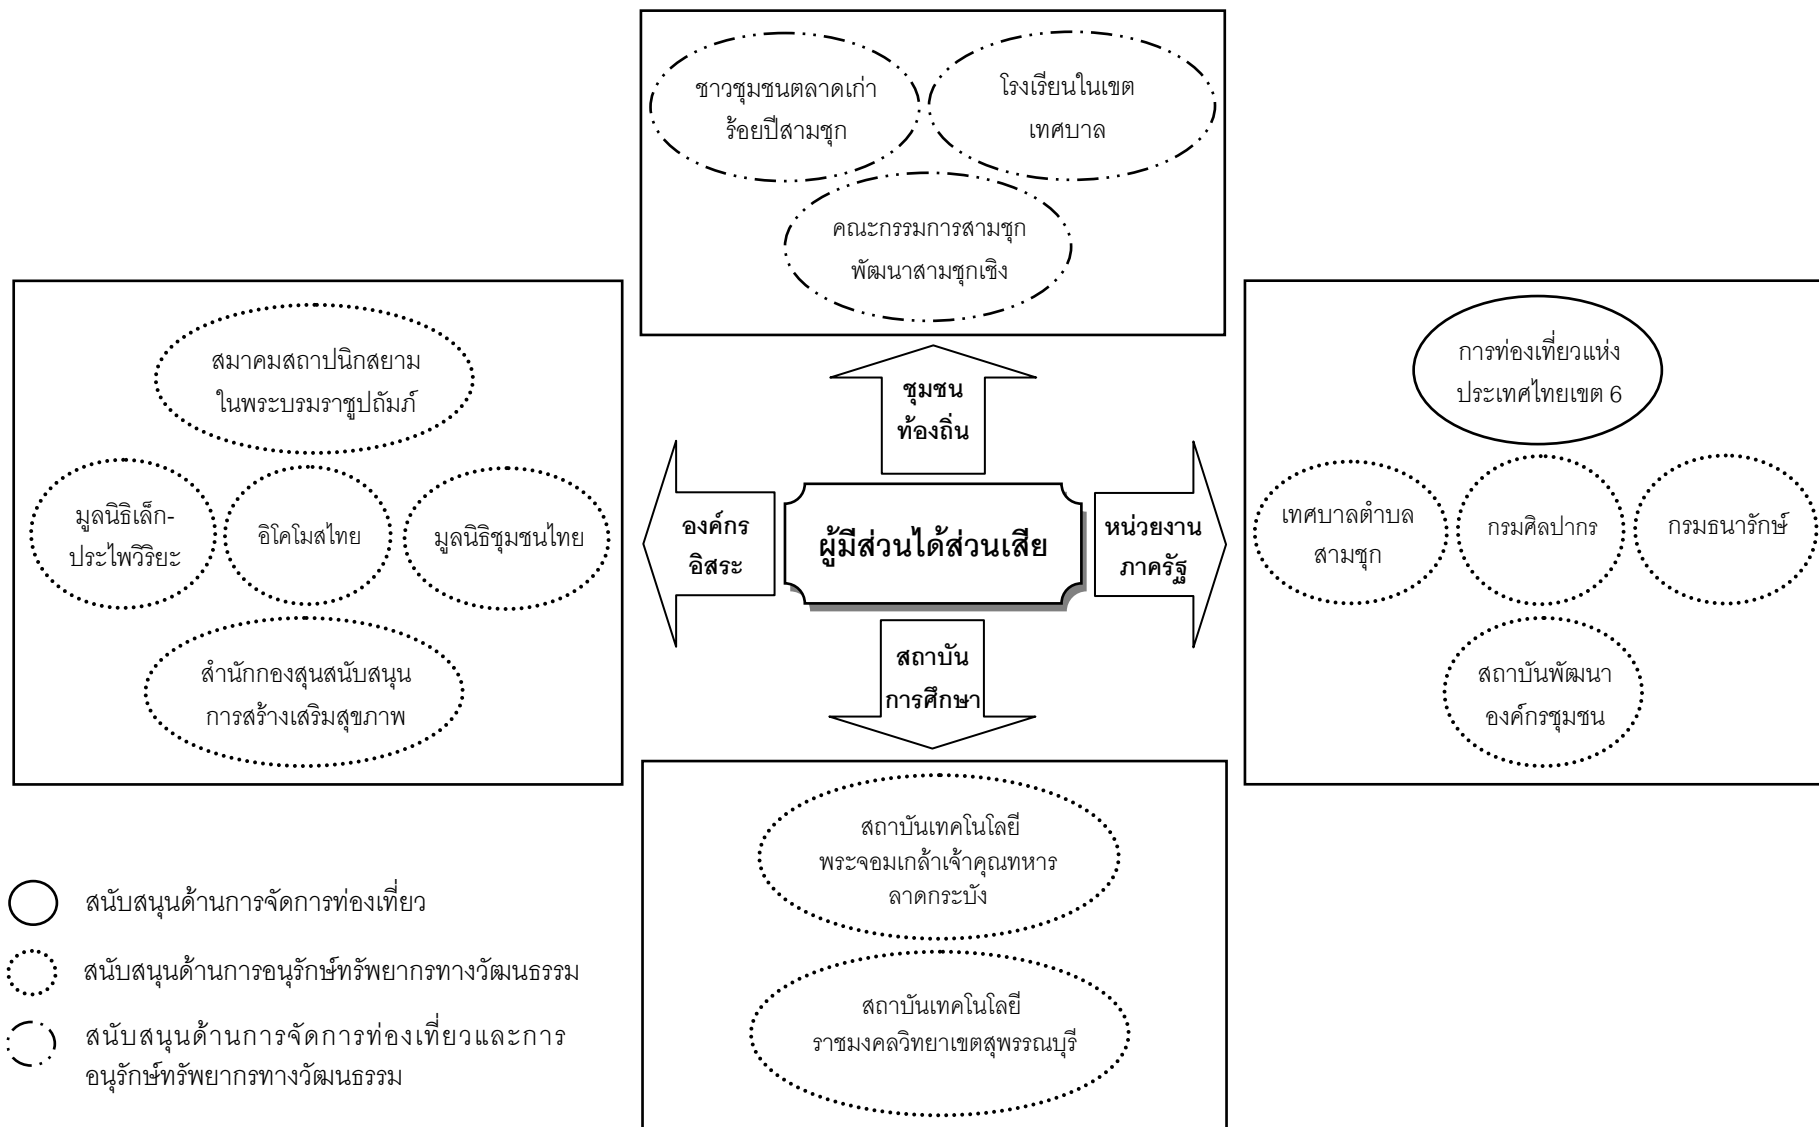 ชาวชุมชนตลาดเก่า
ร้อยปีสามชุก
โรงเรียนในเขต
เทศบาล
คณะกรรมการสามชุก
พัฒนาสามชุกเชิง
สมาคมสถาปนิกสยาม
ในพระบรมราชูปถัมภ์
มูลนิธิเล็ก-
ประไพวิริยะ
อิโคโมสไทย
มูลนิธิชุมชนไทย
สำนักกองสุนสนับสนุน
การสร้างเสริมสุขภาพ
ชุมชน
ท้องถิ่น
องค์กร
อิสระ
ผู้มีส่วนได้ส่วนเสีย
หน่วยงาน
ภาครัฐ
สถาบัน
การศึกษา
การท่องเที่ยวแห่ง
ประเทศไทยเขต 6
เทศบาลตำบล
สามชุก
กรมศิลปากร
กรมธนารักษ์
สถาบันพัฒนา
องค์กรชุมชน
สถาบันเทคโนโลยี
พระจอมเกล้าเจ้าคุณทหาร
ลาดกระบัง
สถาบันเทคโนโลยี
ราชมงคลวิทยาเขตสุพรรณบุรี
สนับสนุนด้านการจัดการท่องเที่ยว
สนับสนุนด้านการอนุรักษ์ทรัพยากรทางวัฒนธรรม
สนับสนุนด้านการจัดการท่องเที่ยวและการ
อนุรักษ์ทรัพยากรทางวัฒนธรรม